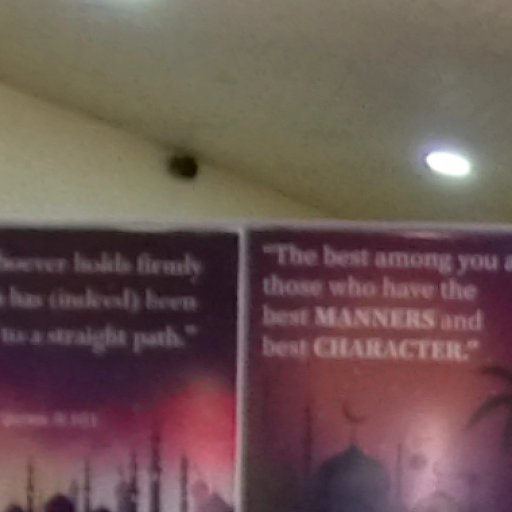 hoever holds firmly
has (indeed) been
to a straight path."
"The best among you a
those who have the
best MANNERS and
best CHARACTER."